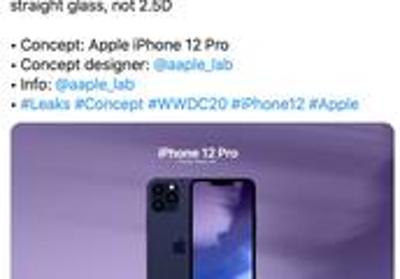 straight glass, not 2.5D
• Concept: Apple iPhone 12 Pro
• Concept designer: @aaple_lab
• Info: @aaple_lab
• #Leaks #Concept #WWDC20 #iPhone12 #Apple
iPhone 12 Pro